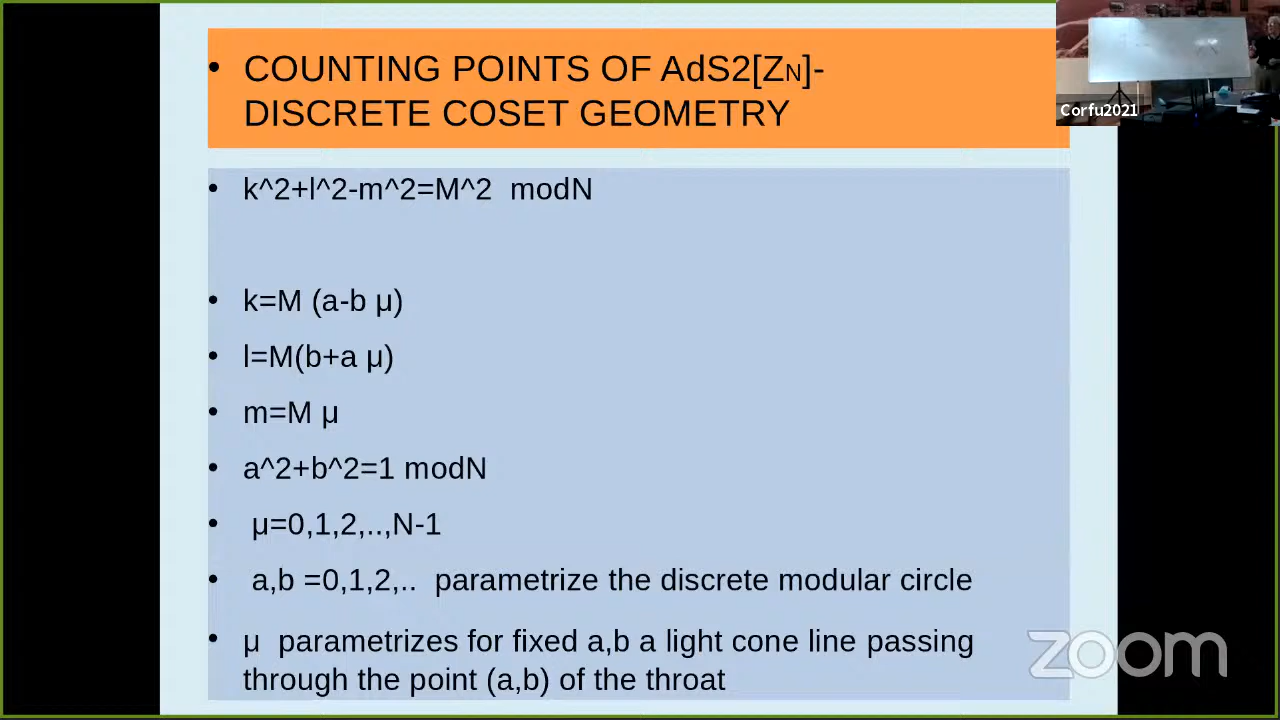 • COUNTING POINTS OF AdS2[ZN]-
DISCRETE COSET GEOMETRY
Corfu2021
• k^2+l^2-m^2=M^2 modN
• k=M (a-b μ)
• l=M(b+a μ)
• m=M μ
• a^2+b^2=1 modN
• μ=0,1,2,..,N-1
• a,b =0,1,2,.. parametrize the discrete modular circle
• μ parametrizes for fixed a,b a light cone line passing
through the point (a,b) of the throat
zoom